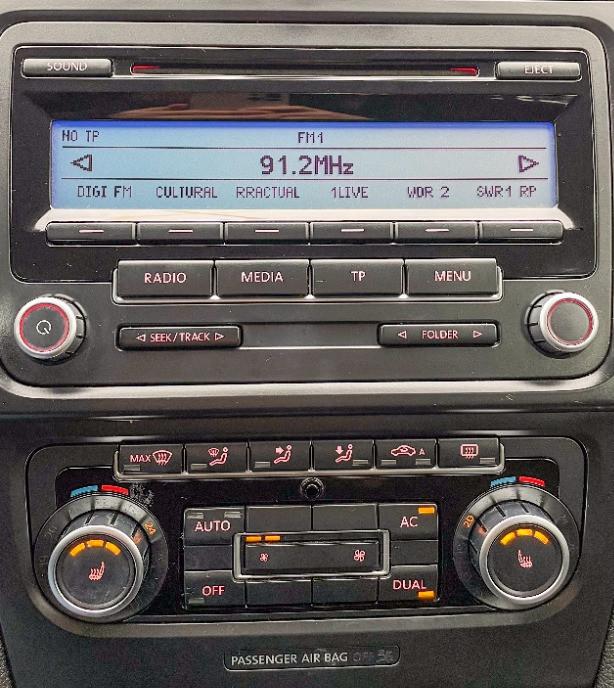 SOUND EJECT
NO TP FM1
91.2MHz
DIGI FM CULTURAL RRACTUAL 1LIVE WDR 2 SWR1 RP
RADIO MEDIA TP MENU
SEEK/TRACK FOLDER
MAX A
AUTO AC
OFF DUAL
PASSENGER AIR BAG OFF